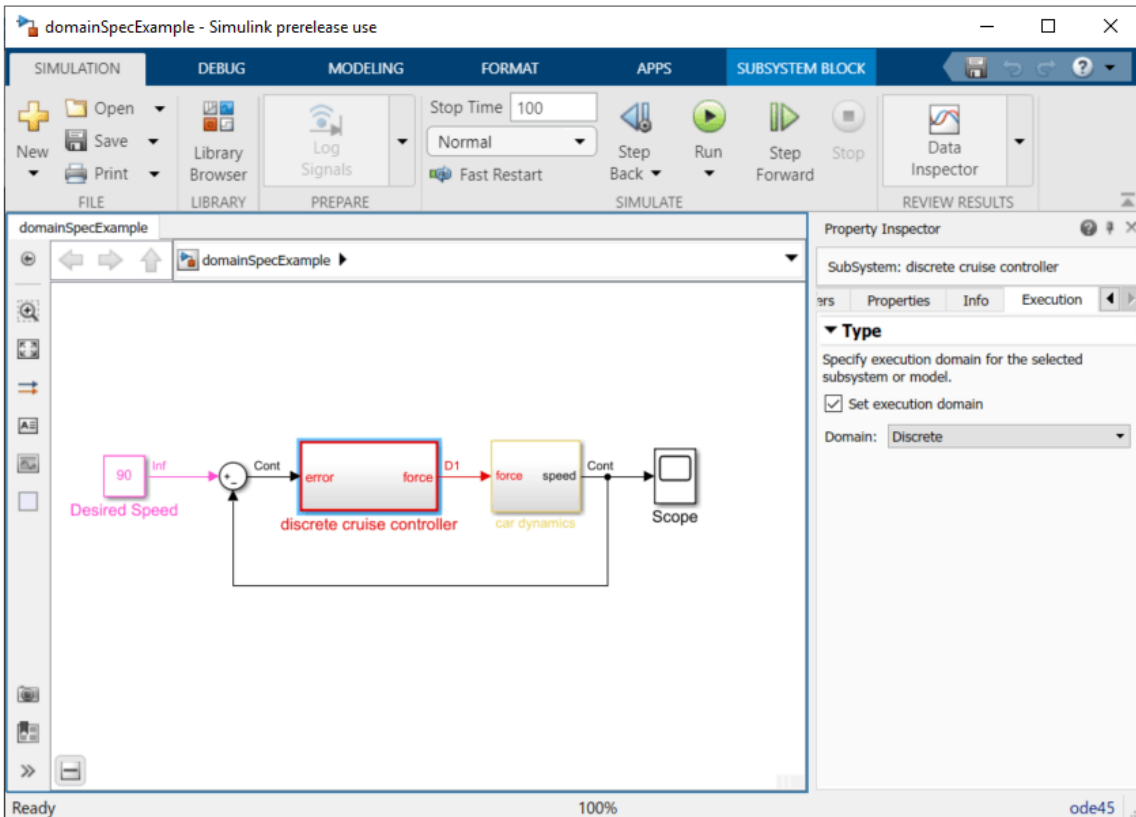 domainSpecExample - Simulink prerelease use
SIMULATION DEBUG MODELING FORMAT APPS SUBSYSTEM BLOCK
?
New
Open
Save
Print
FILE
Library
Browser
LIBRARY
Log
Signals
PREPARE
Stop Time 100
Normal
Fast Restart
Step
Back
Run
Step
Forward
Stop
SIMULATE
Data
Inspector
REVIEW RESULTS
domainSpecExample
domainSpecExample
90
Inf
Desired Speed
+_
Cont
error force
discrete cruise controller
D1
force speed
car dynamics
Cont
Scope
Property Inspector
?
SubSystem: discrete cruise controller
ers Properties Info Execution
Type
Specify execution domain for the selected
subsystem or model.
Set execution domain
Domain: Discrete
Ready 100% ode45